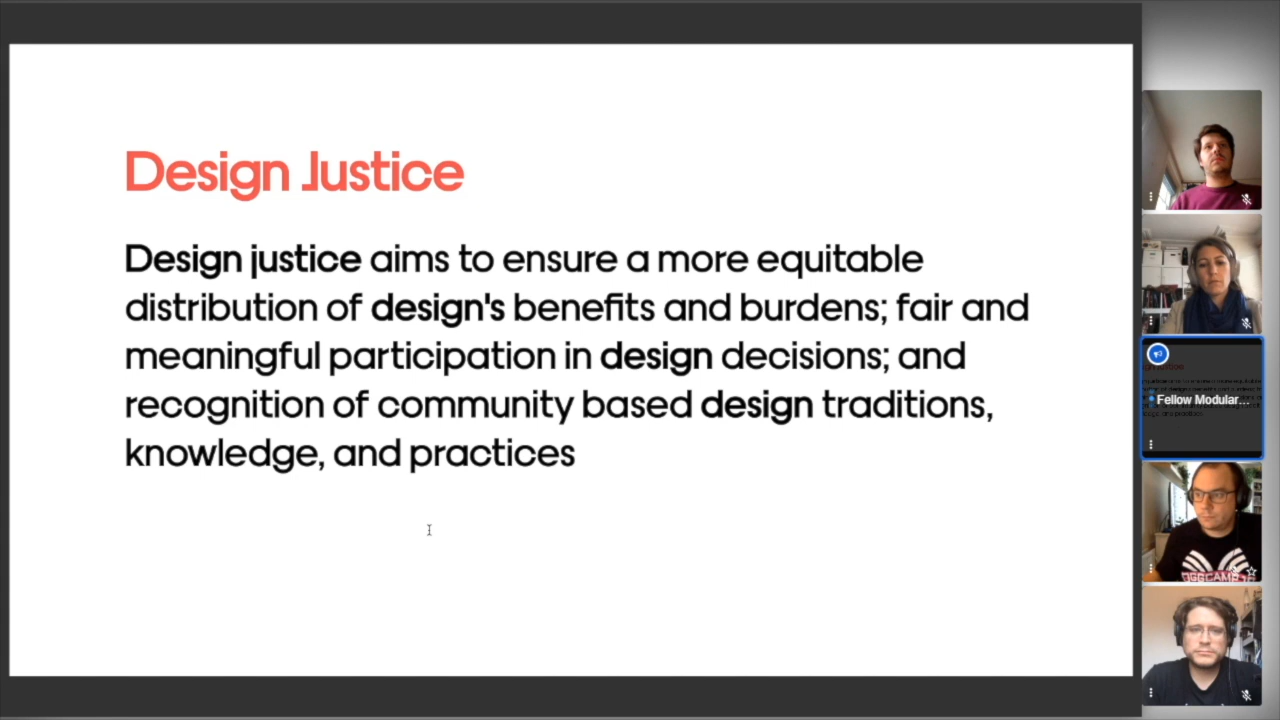 Design Justice
Design justice aims to ensure a more equitable
distribution of design's benefits and burdens; fair and
meaningful participation in design decisions; and
recognition of community based design traditions,
knowledge, and practices
Fellow Modular...